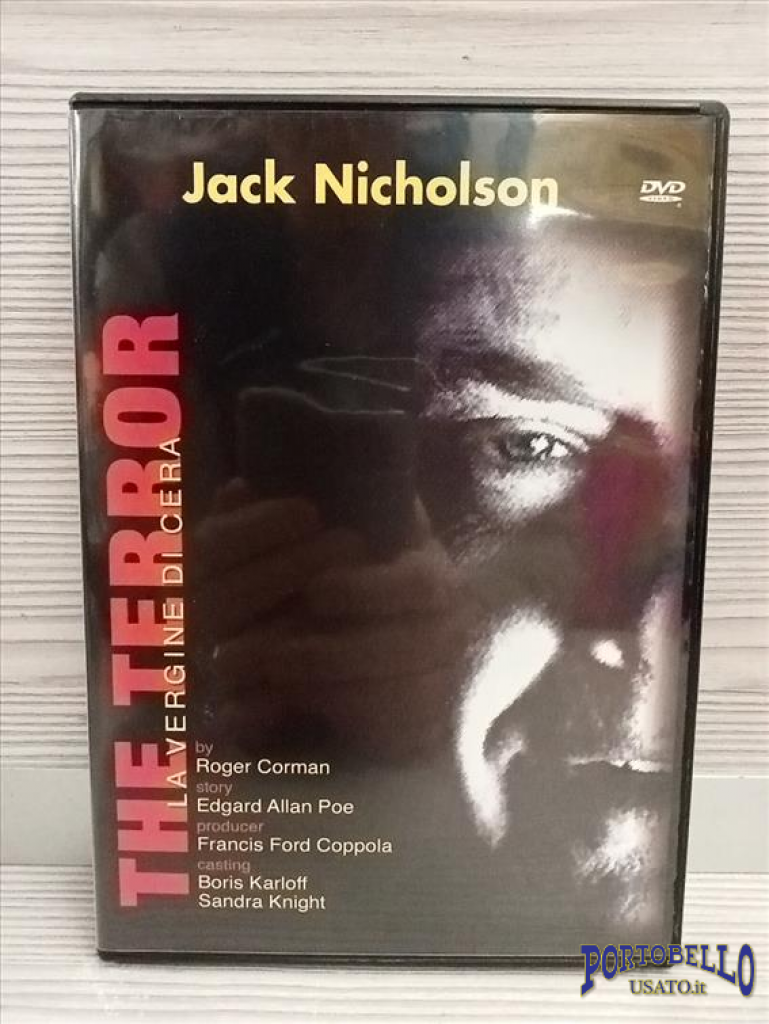 Jack Nicholson
DVD
VIDEO
THE TERROR
LA VERGINE DI CERA
by
Roger Corman
story
Edgard Allan Poe
producer
Francis Ford Coppola
casting
Boris Karloff
Sandra Knight
PORTOBELLO
USATO.it